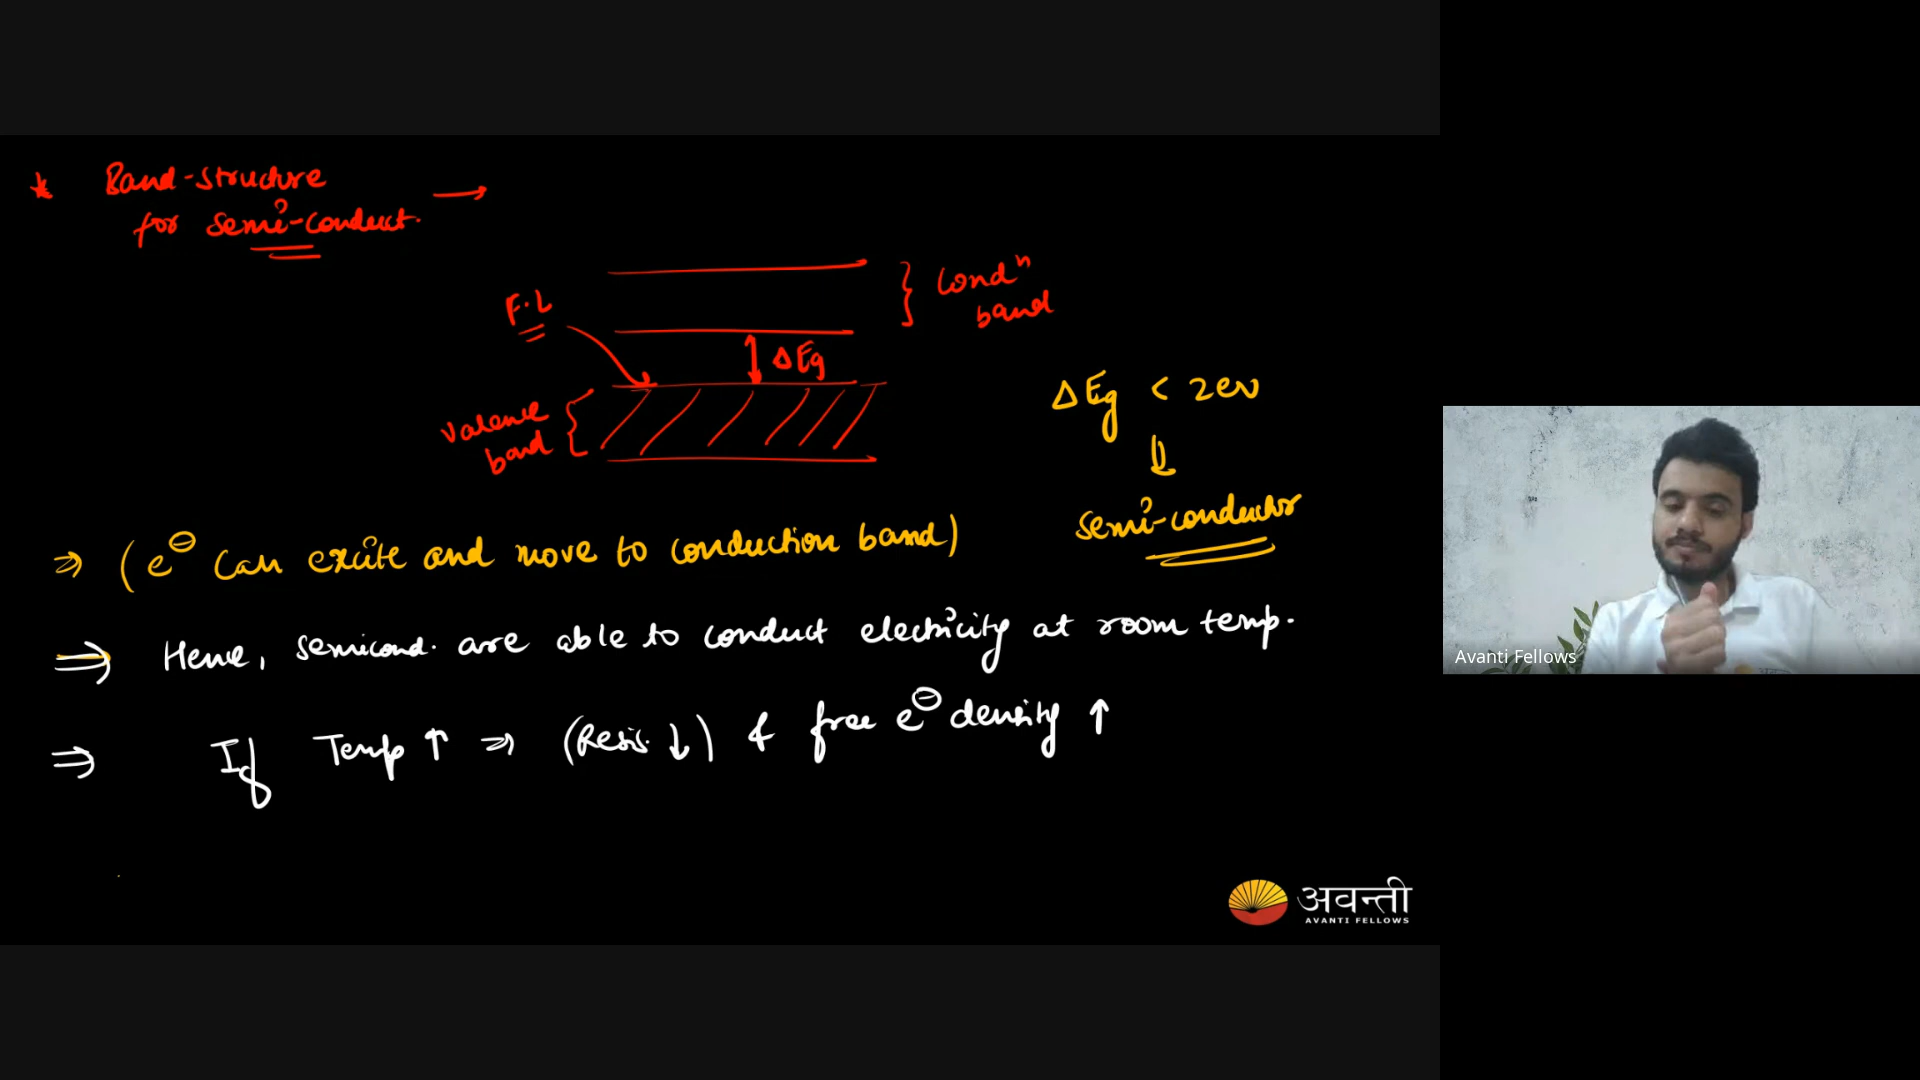 * Band-structure →
for semi-conduct.
} Condⁿ
band
F.L
ΔEg
Valence
band {
ΔEg < 2ev
⇓
semi-conductor
⇒ (e⊖ can excite and move to conduction band)
⇒ Hence, semicond. are able to conduct electricity at room temp.
⇒ If Temp ↑ ⇒ (Resis. ↓) & free e⊖ density ↑
Avanti Fellows
अवन्ती
AVANTI FELLOWS